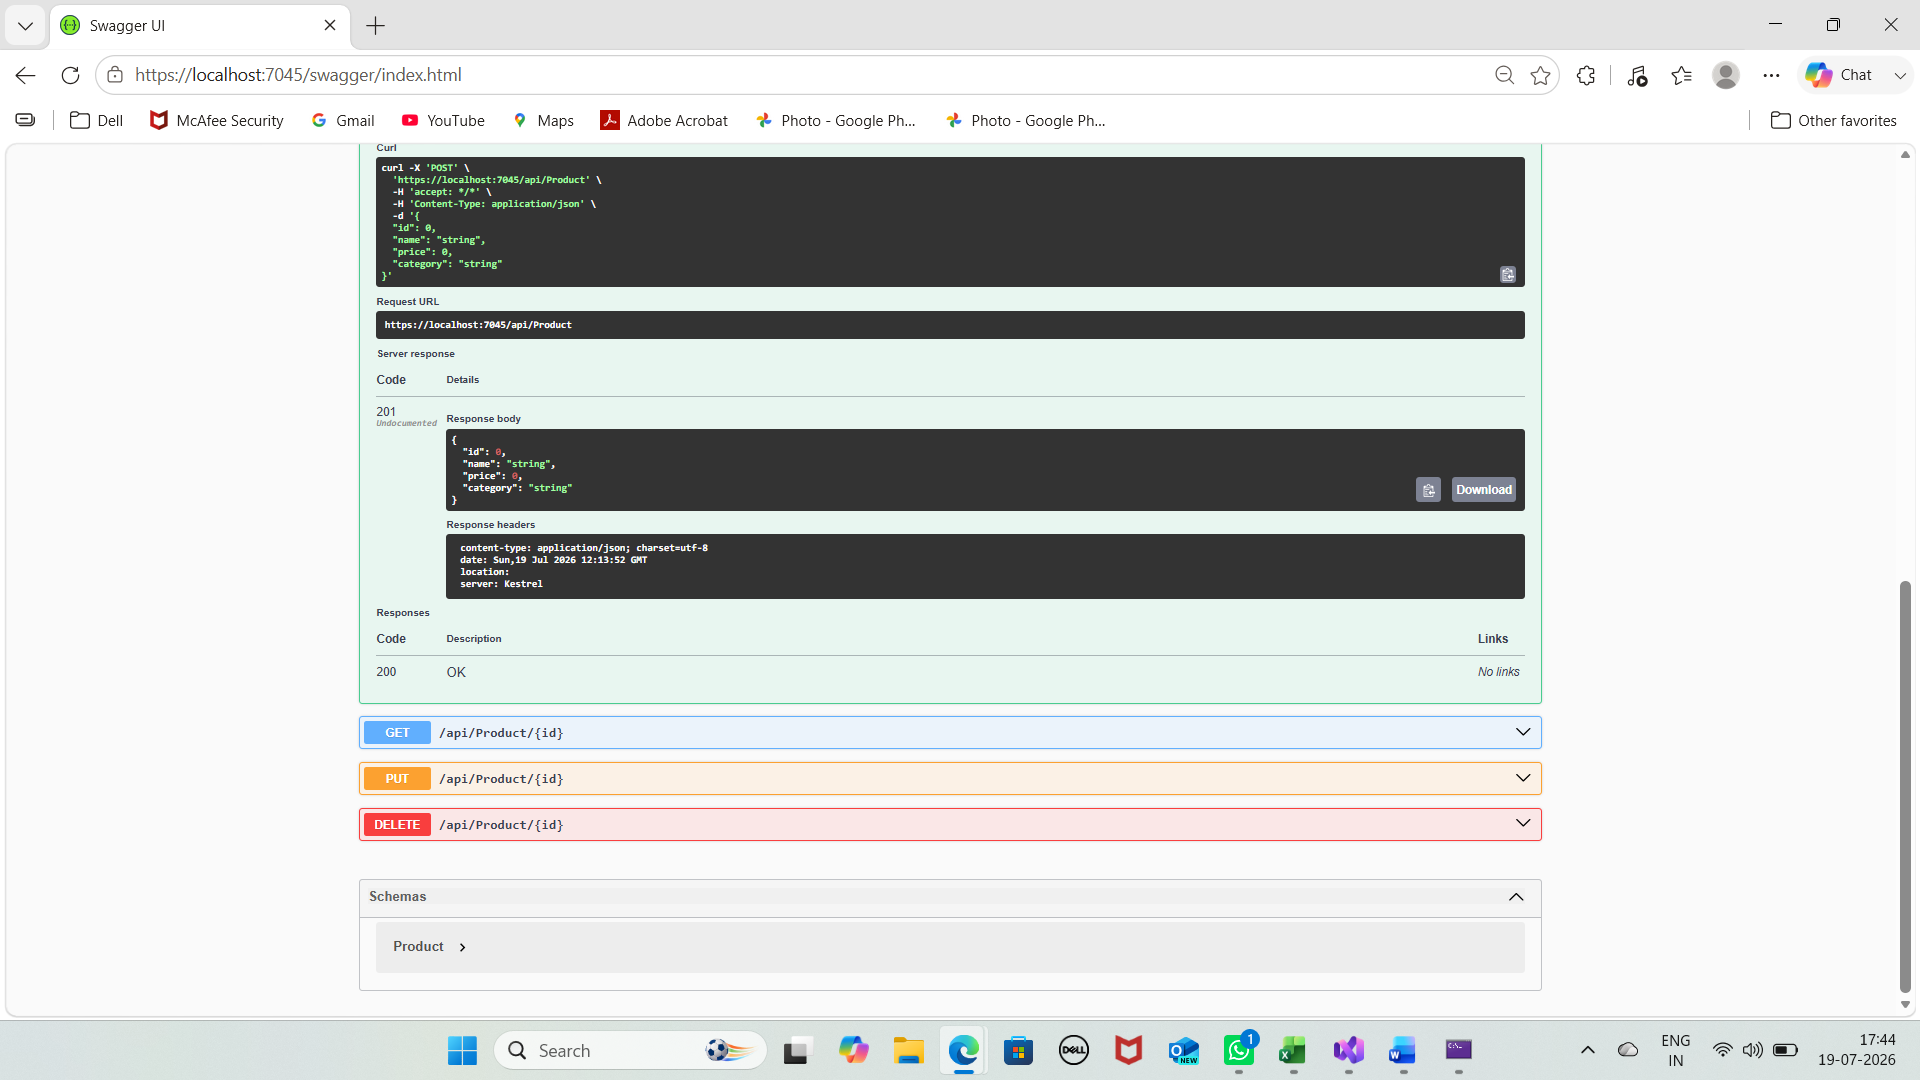 Swagger UI
https://localhost:7045/swagger/index.html
Chat
Dell
McAfee Security
Gmail
YouTube
Maps
Adobe Acrobat
Photo - Google Ph...
Photo - Google Ph...
Other favorites
Curl
curl -X 'POST' \
'https://localhost:7045/api/Product' \
-H 'accept: */*' \
-H 'Content-Type: application/json' \
-d '{
"id": 0,
"name": "string",
"price": 0,
"category": "string"
}'
Request URL
https://localhost:7045/api/Product
Server response
Code Details
201
Undocumented
Response body
{
"id": 0,
"name": "string",
"price": 0,
"category": "string"
}
Download
Response headers
content-type: application/json; charset=utf-8
date: Sun,19 Jul 2026 12:13:52 GMT
location:
server: Kestrel
Responses
Code Description Links
200 OK No links
GET /api/Product/{id}
PUT /api/Product/{id}
DELETE /api/Product/{id}
Schemas
Product
Search
DELL
NEW
1
ENG
IN
17:44
19-07-2026